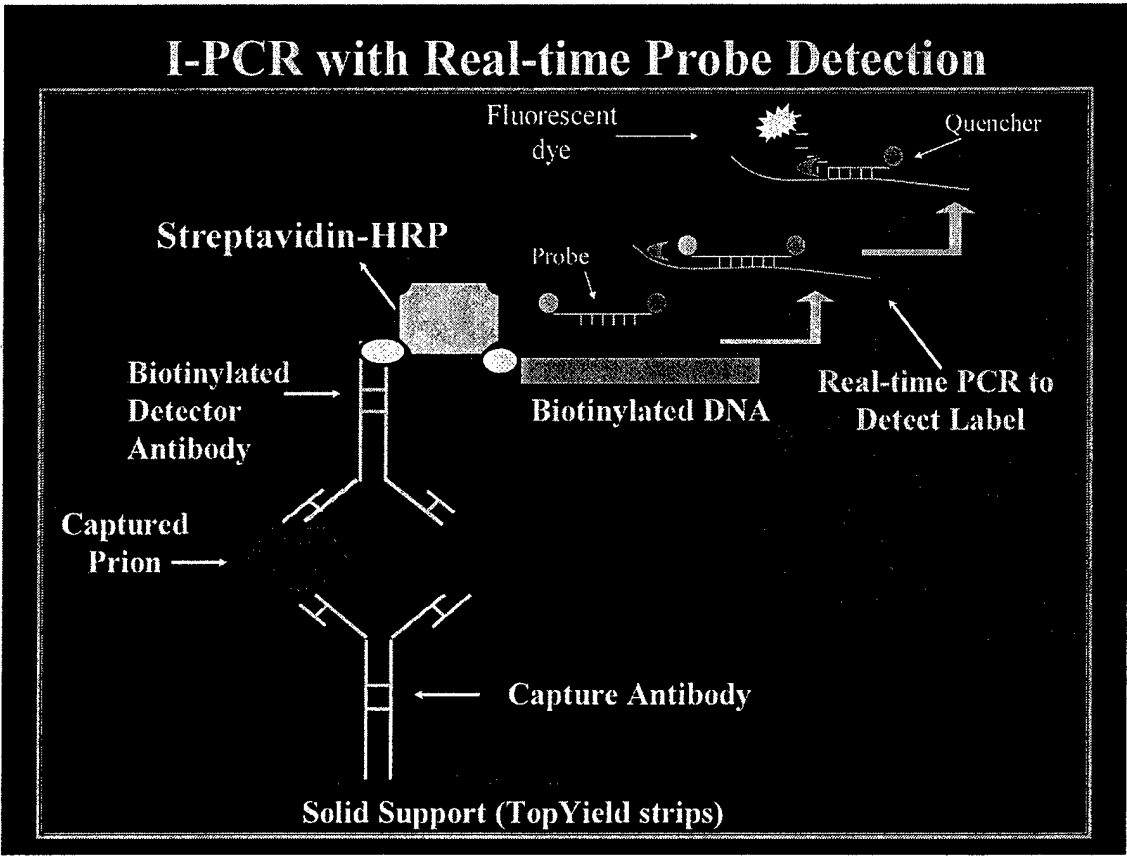 I-PCR with Real-time Probe Detection
Fluorescent
dye
Quencher
Streptavidin-HRP
Probe
Biotinylated
Detector
Antibody
Biotinylated DNA
Real-time PCR to
Detect Label
Captured
Prion
Capture Antibody
Solid Support (TopYield strips)